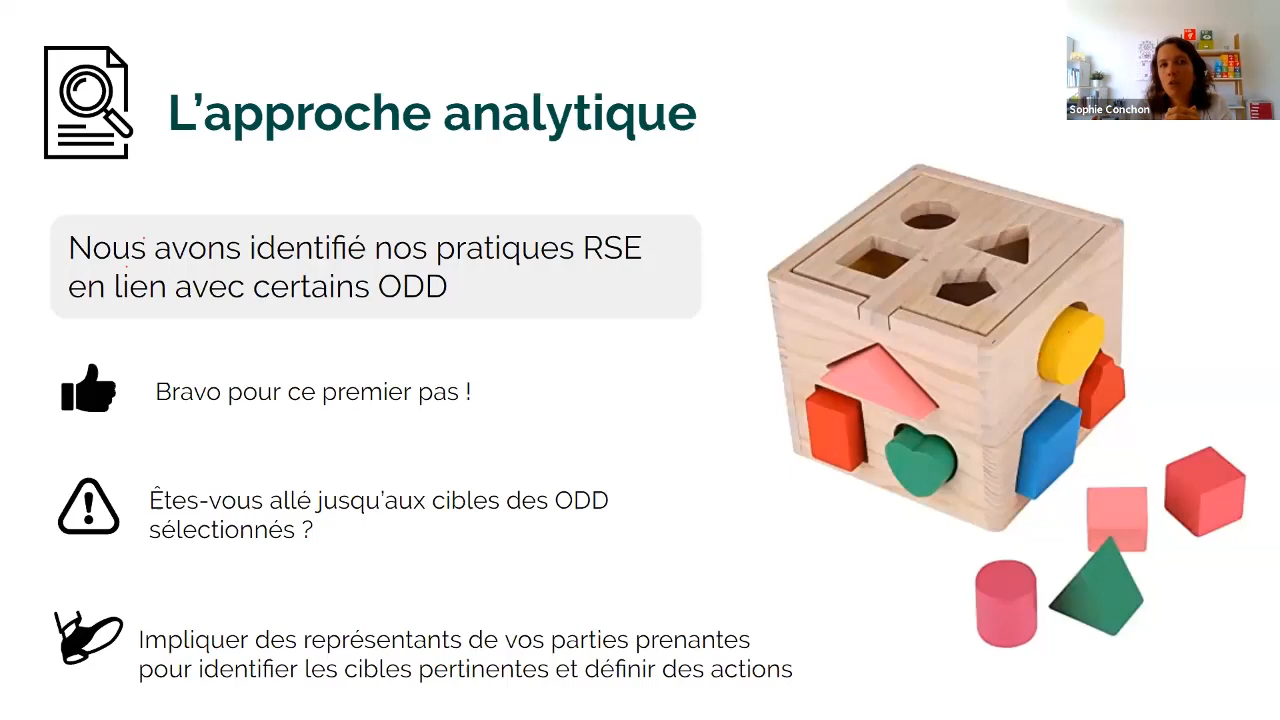 L'approche analytique
Sophie Conchon
Nous avons identifié nos pratiques RSE
en lien avec certains ODD
Bravo pour ce premier pas !
Êtes-vous allé jusqu'aux cibles des ODD
sélectionnés ?
Impliquer des représentants de vos parties prenantes
pour identifier les cibles pertinentes et définir des actions